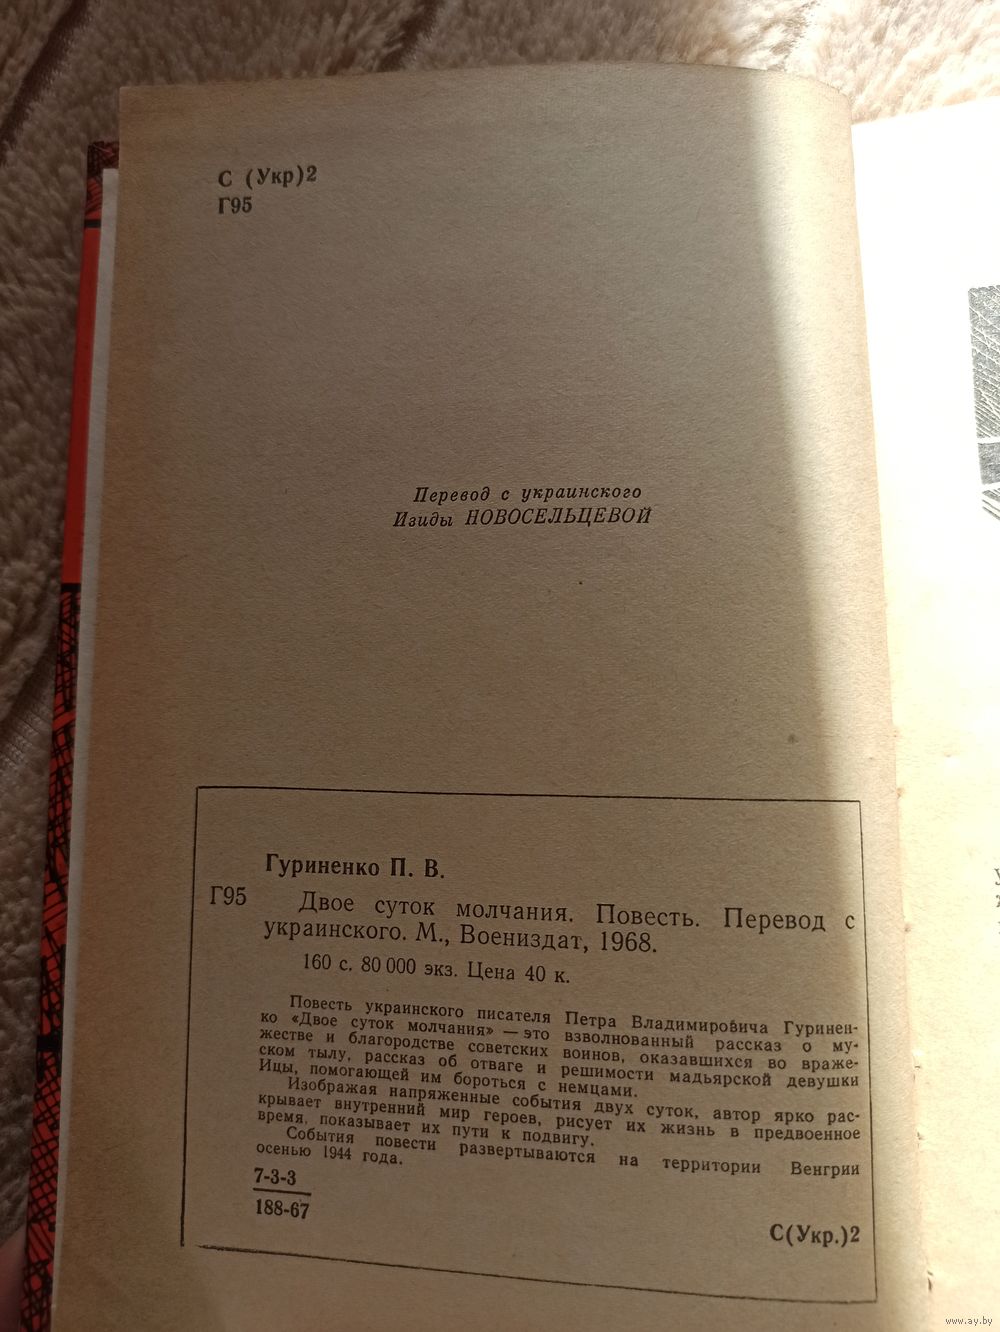 С (Укр)2
Г95
Перевод с украинского
Изиды НОВОСЕЛЬЦЕВОЙ
Гуриненко П. В.
Г95 Двое суток молчания. Повесть. Перевод с
украинского. М., Воениздат, 1968.
160 с. 80 000 экз. Цена 40 к.
Повесть украинского писателя Петра Владимировича Гуринен-
ко «Двое суток молчания» — это взволнованный рассказ о му-
жестве и благородстве советских воинов, оказавшихся во враже-
ском тылу, рассказ об отваге и решимости мадьярской девушки
Ицы, помогающей им бороться с немцами.
Изображая напряженные события двух суток, автор ярко рас-
крывает внутренний мир героев, рисует их жизнь в предвоенное
время, показывает их пути к подвигу.
События повести развертываются на территории Венгрии
осенью 1944 года.
7-3-3
188-67
С(Укр.)2
www.ay.by